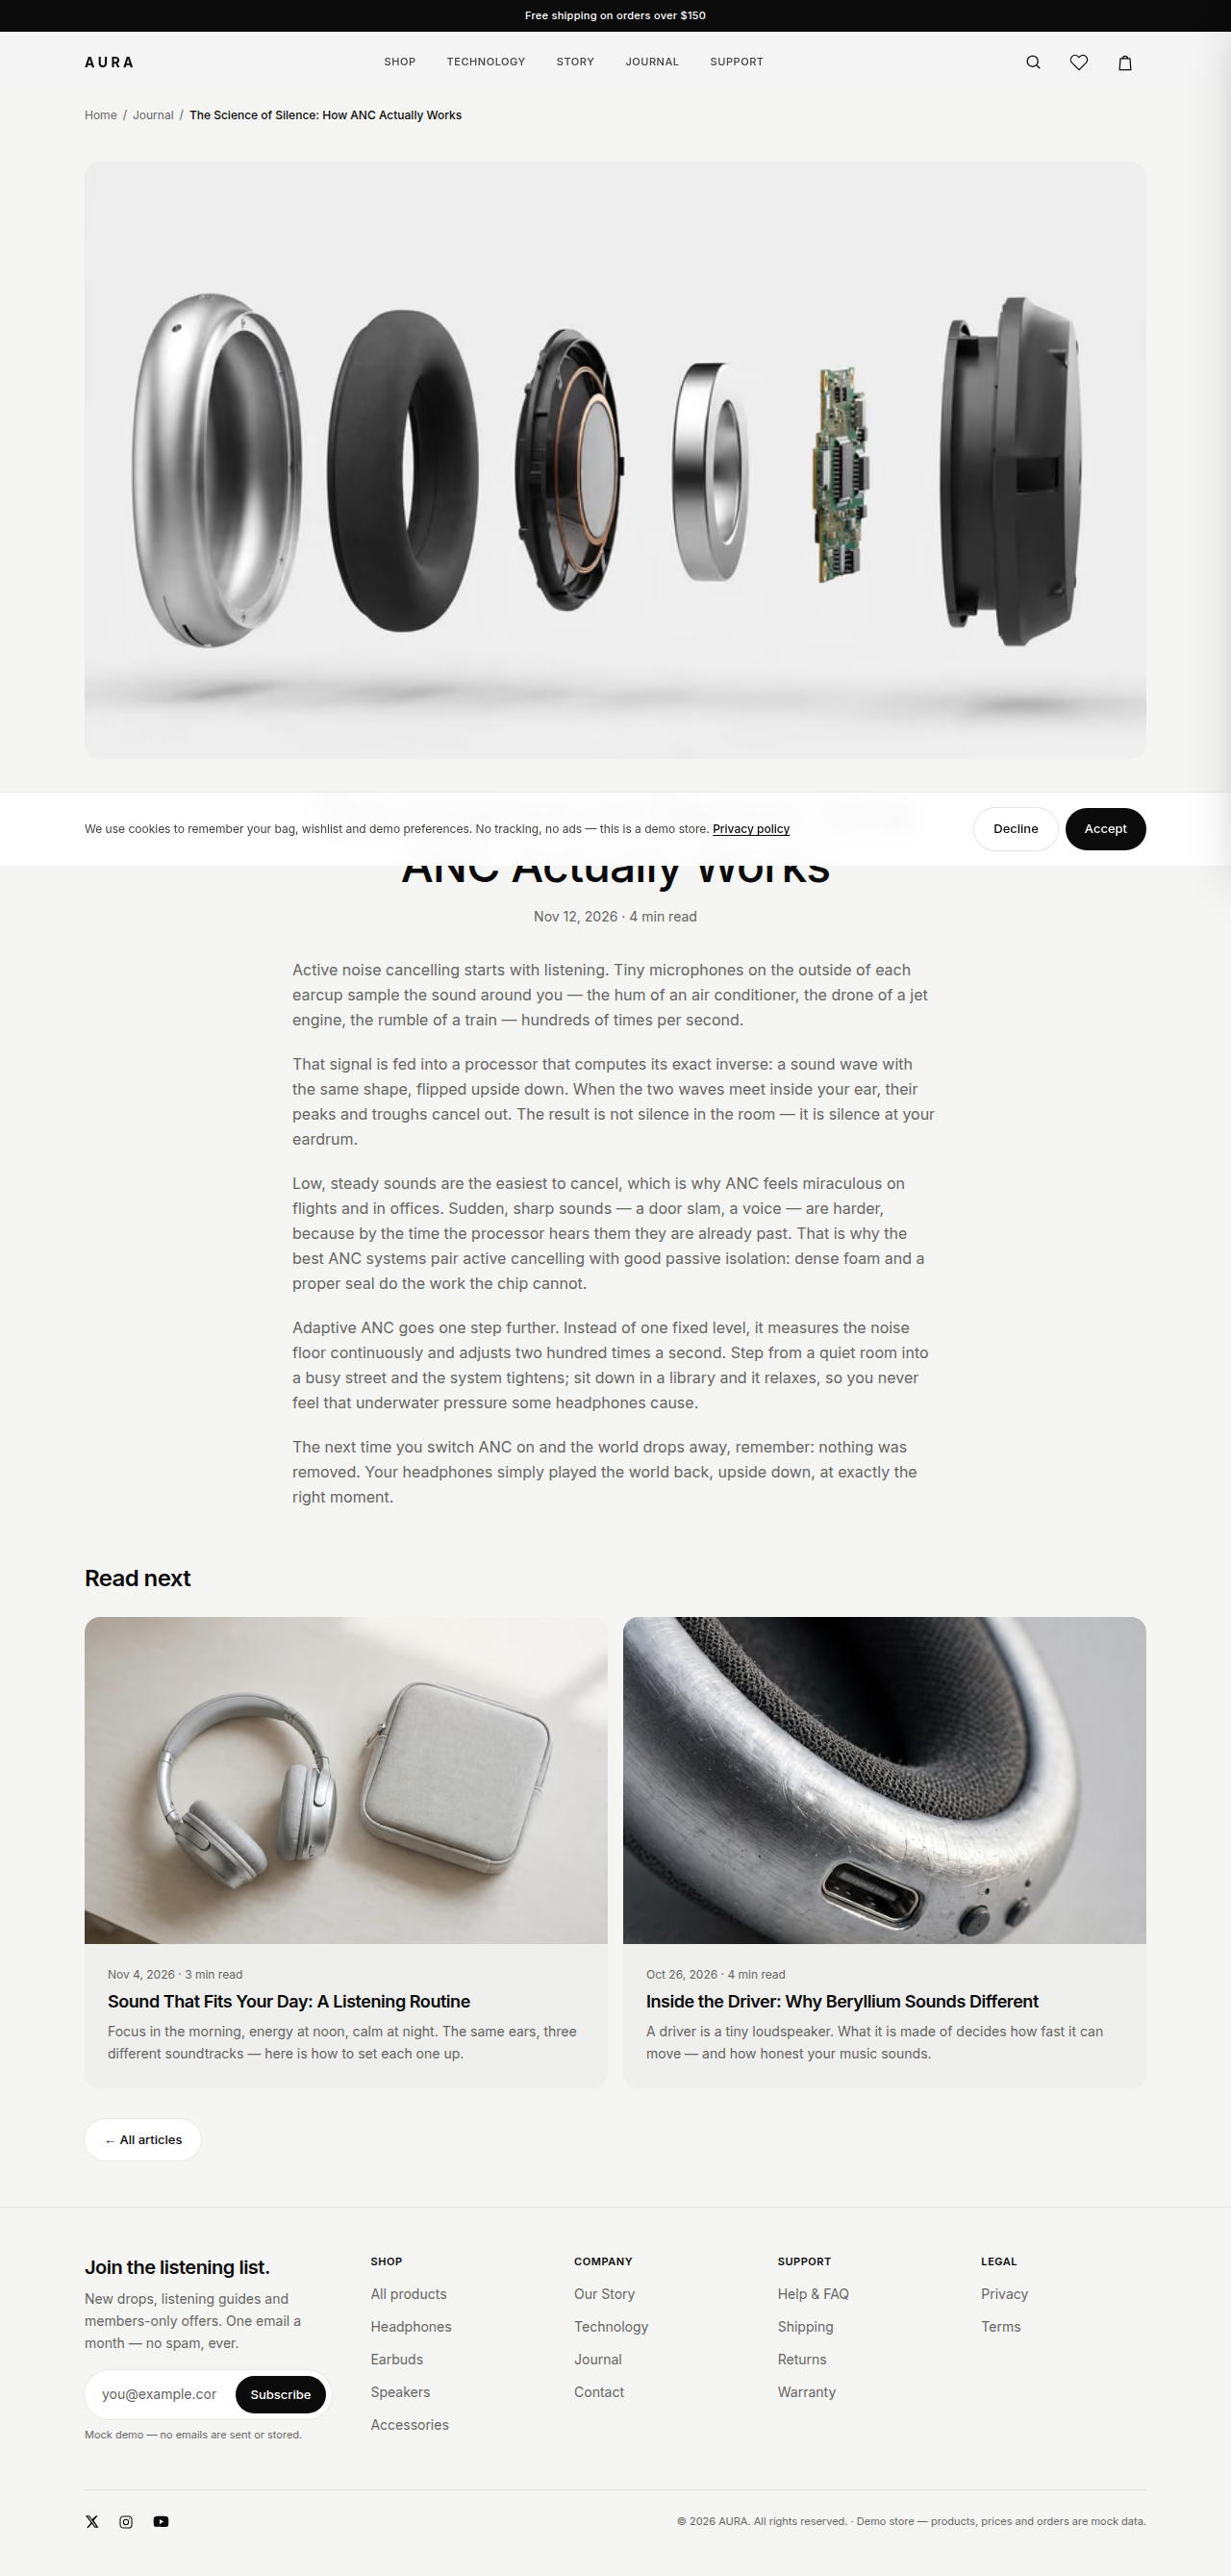 Free shipping on orders over $150
AURA
SHOP TECHNOLOGY STORY JOURNAL SUPPORT
Home / Journal / The Science of Silence: How ANC Actually Works
We use cookies to remember your bag, wishlist and demo preferences. No tracking, no ads — this is a demo store. Privacy policy
Decline
Accept
ANC Actually Works
Nov 12, 2026 · 4 min read
Active noise cancelling starts with listening. Tiny microphones on the outside of each
earcup sample the sound around you — the hum of an air conditioner, the drone of a jet
engine, the rumble of a train — hundreds of times per second.
That signal is fed into a processor that computes its exact inverse: a sound wave with
the same shape, flipped upside down. When the two waves meet inside your ear, their
peaks and troughs cancel out. The result is not silence in the room — it is silence at your
eardrum.
Low, steady sounds are the easiest to cancel, which is why ANC feels miraculous on
flights and in offices. Sudden, sharp sounds — a door slam, a voice — are harder,
because by the time the processor hears them they are already past. That is why the
best ANC systems pair active cancelling with good passive isolation: dense foam and a
proper seal do the work the chip cannot.
Adaptive ANC goes one step further. Instead of one fixed level, it measures the noise
floor continuously and adjusts two hundred times a second. Step from a quiet room into
a busy street and the system tightens; sit down in a library and it relaxes, so you never
feel that underwater pressure some headphones cause.
The next time you switch ANC on and the world drops away, remember: nothing was
removed. Your headphones simply played the world back, upside down, at exactly the
right moment.
Read next
Nov 4, 2026 · 3 min read
Sound That Fits Your Day: A Listening Routine
Focus in the morning, energy at noon, calm at night. The same ears, three
different soundtracks — here is how to set each one up.
Oct 26, 2026 · 4 min read
Inside the Driver: Why Beryllium Sounds Different
A driver is a tiny loudspeaker. What it is made of decides how fast it can
move — and how honest your music sounds.
← All articles
Join the listening list.
New drops, listening guides and
members-only offers. One email a
month — no spam, ever.
you@example.cor
Subscribe
Mock demo — no emails are sent or stored.
SHOP
All products
Headphones
Earbuds
Speakers
Accessories
COMPANY
Our Story
Technology
Journal
Contact
SUPPORT
Help & FAQ
Shipping
Returns
Warranty
LEGAL
Privacy
Terms
© 2026 AURA. All rights reserved. · Demo store — products, prices and orders are mock data.